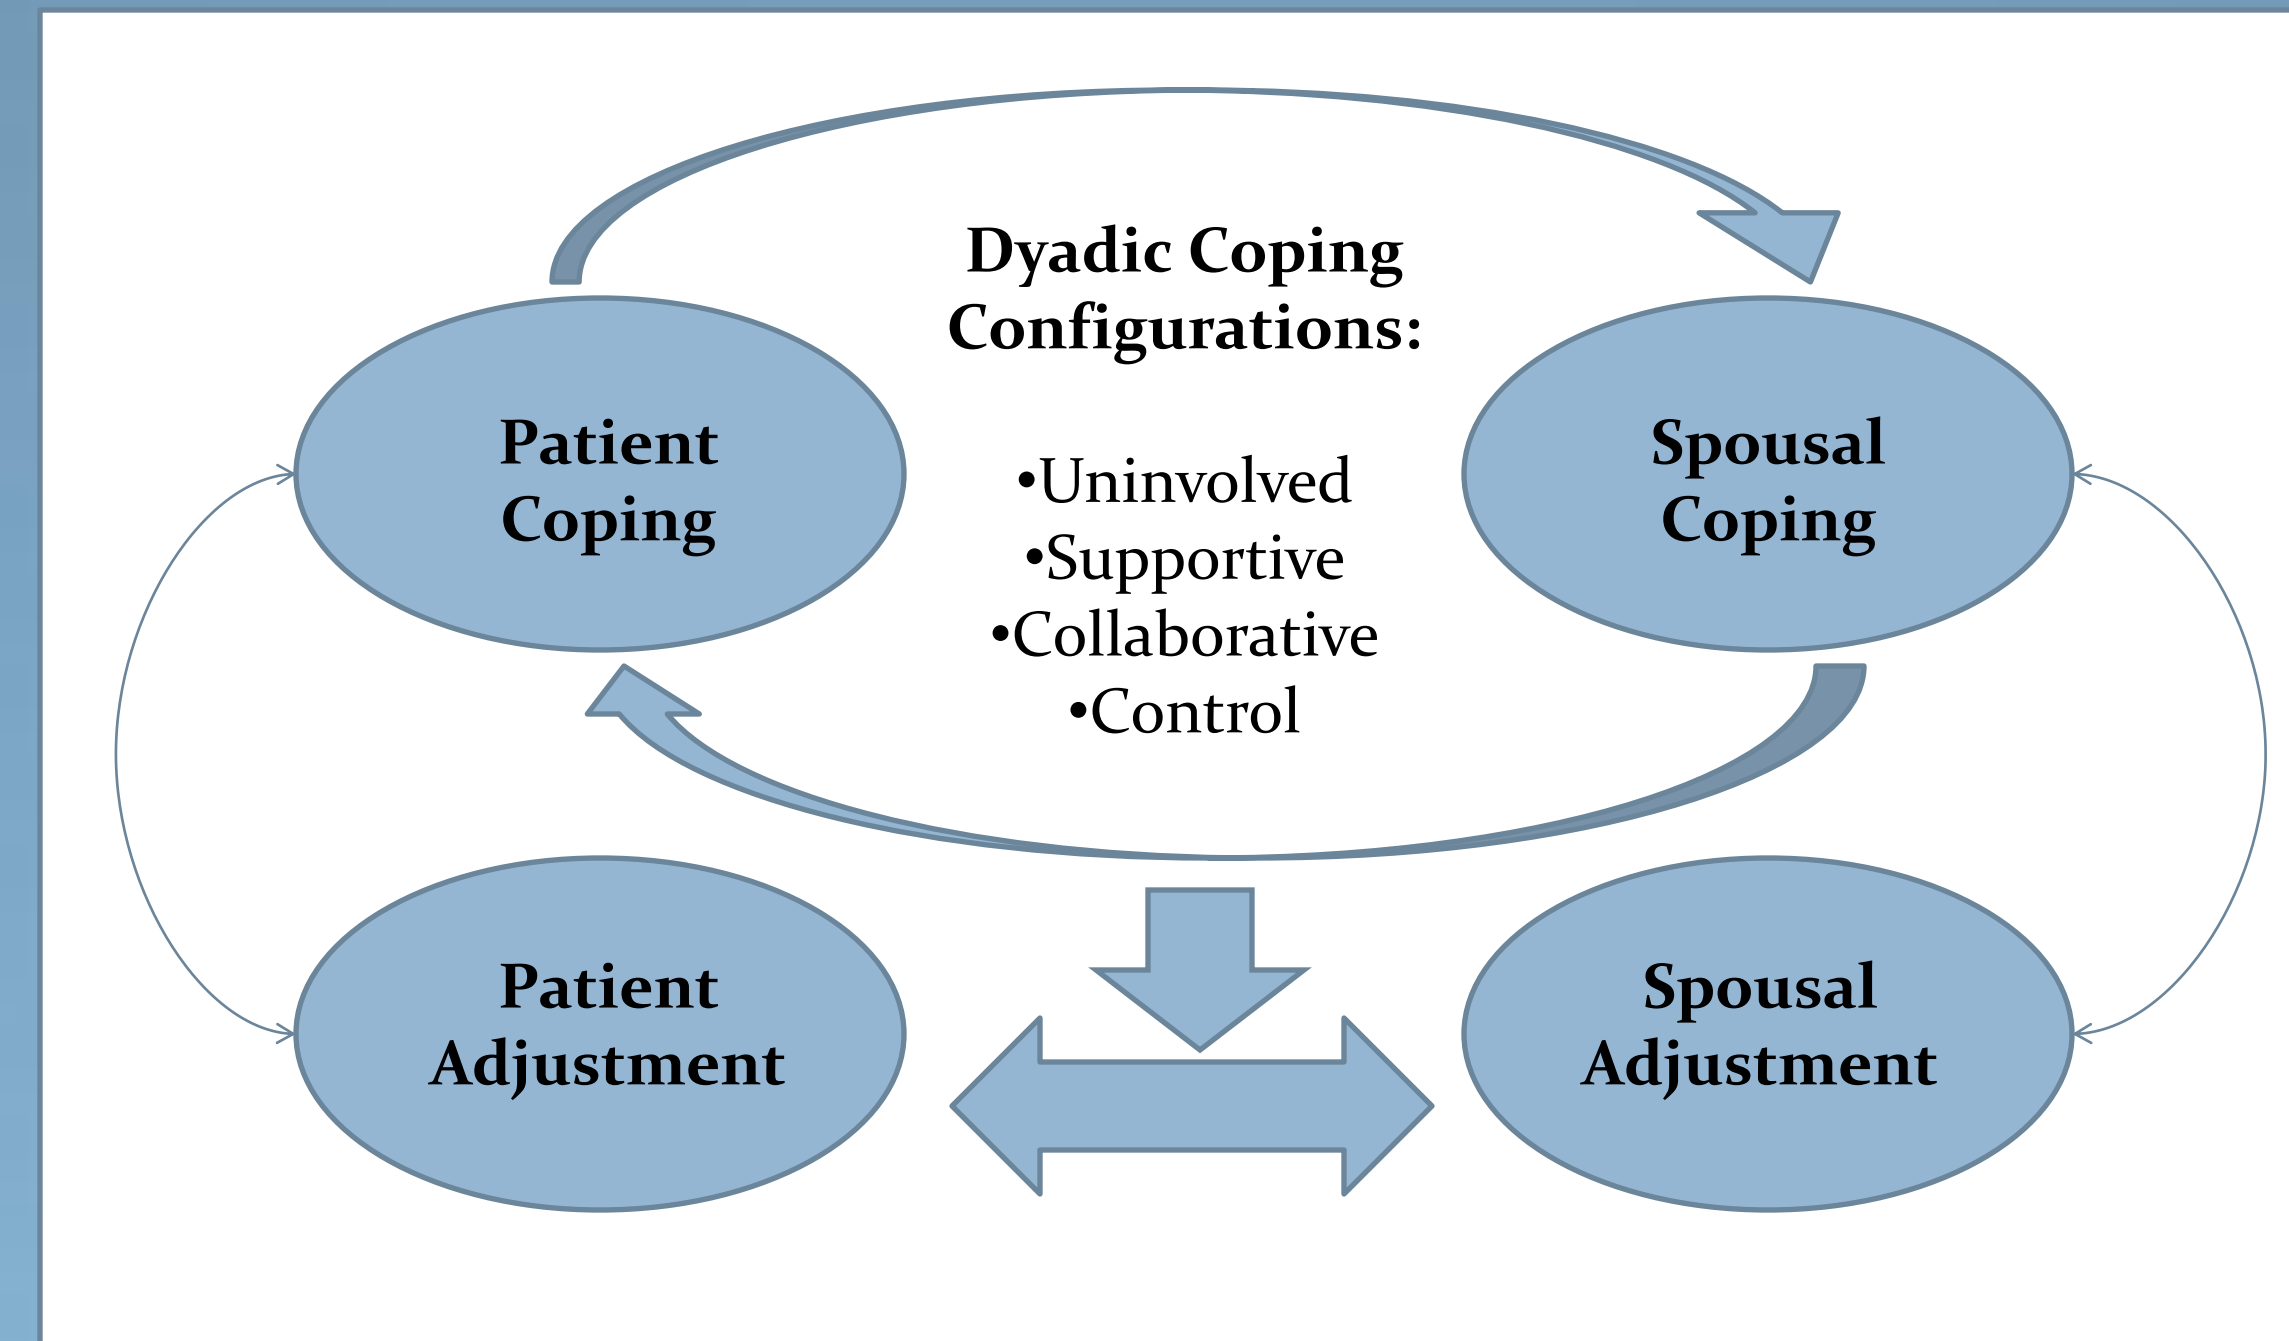 Dyadic Coping
Configurations:
Patient
Coping
•Uninvolved
•Supportive
•Collaborative
•Control
Spousal
Coping
Patient
Adjustment
Spousal
Adjustment